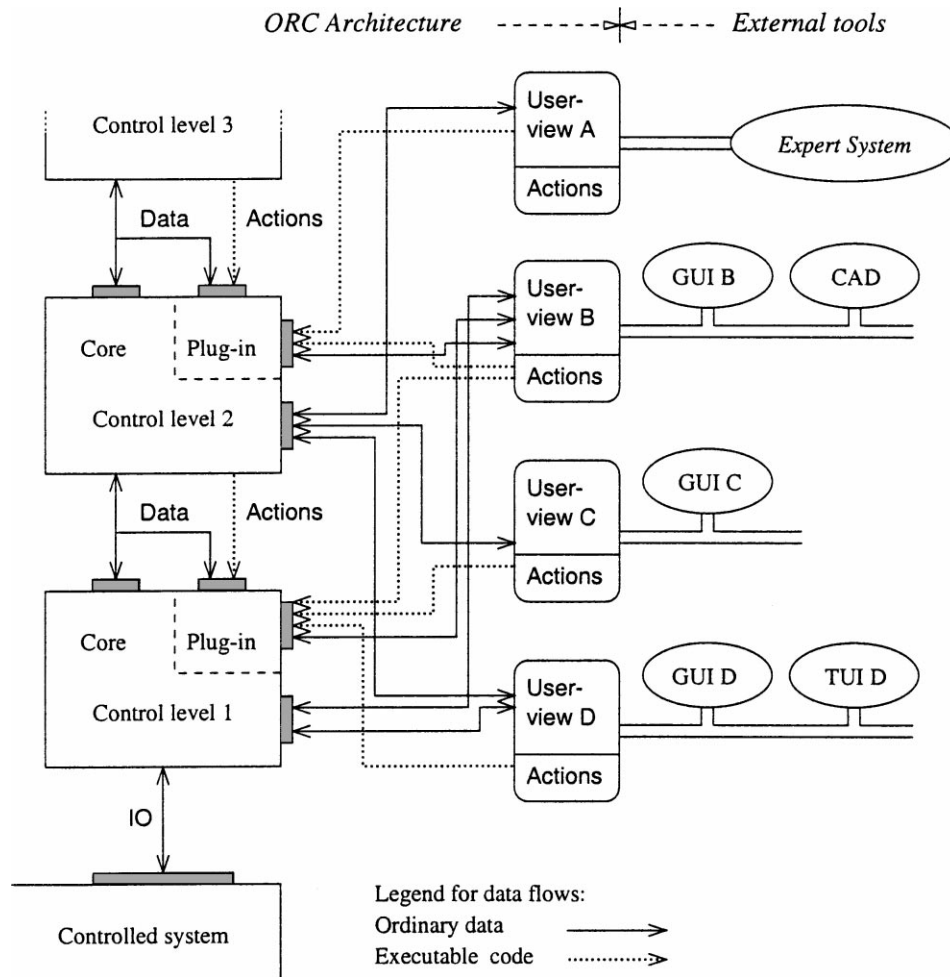 ORC Architecture
External tools
Control level 3
User-
view A
Actions
Expert System
Data
Actions
Core
Plug-in
Control level 2
User-
view B
Actions
GUI B
CAD
Data
Actions
User-
view C
Actions
GUI C
Core
Plug-in
Control level 1
User-
view D
Actions
GUI D
TUI D
IO
Controlled system
Legend for data flows:
Ordinary data
Executable code